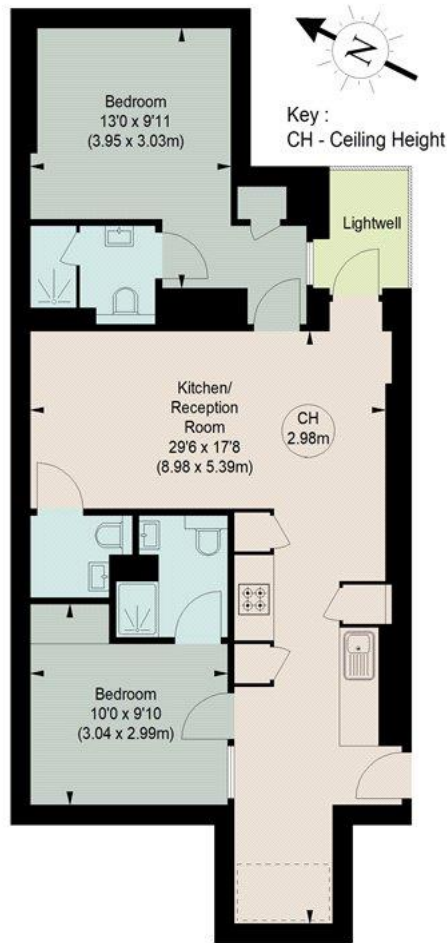 N
Key :
CH - Ceiling Height
Bedroom
13'0 x 9'11
(3.95 x 3.03m)
Lightwell
Kitchen/
Reception
Room
29'6 x 17'8
(8.98 x 5.39m)
CH
2.98m
Bedroom
10'0 x 9'10
(3.04 x 2.99m)